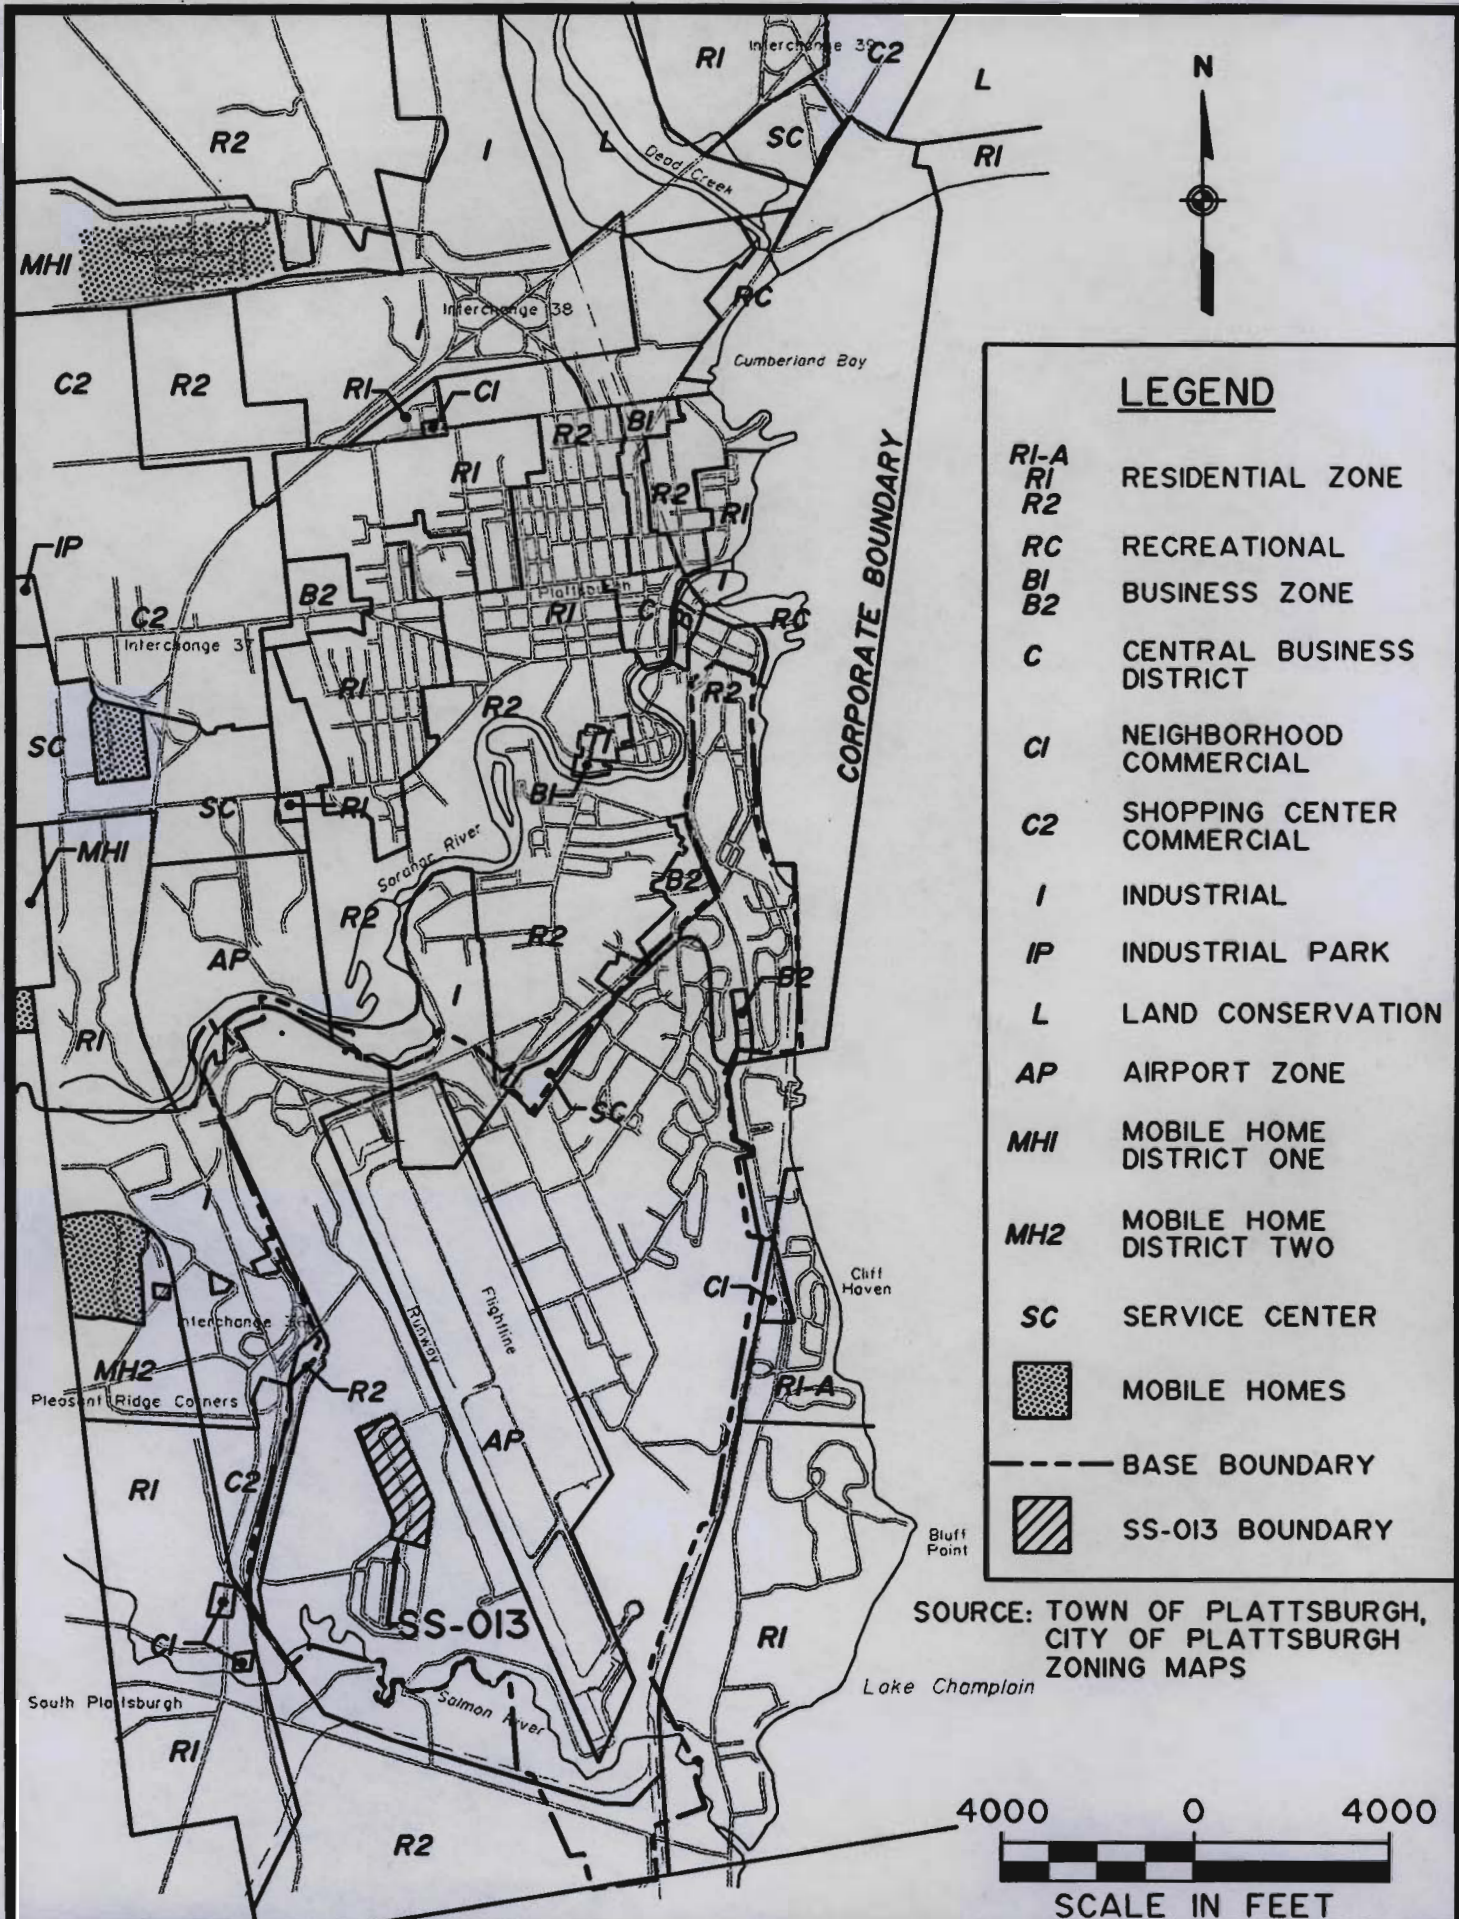 RI
Interchange 39
C2
L
N
R2
I
L
Dead Creek
SC
RI
MHI
Interchange 38
I
RC
Cumberland Bay
C2
R2
RI
CI
R2
BI
RI
R2
RI
IP
CORPORATE BOUNDARY
C2
B2
Plattsburgh
RI
C
B
I
RC
Interchange 37
RI
R2
R2
SC
I
BI
SC
RI
Saranac River
MHI
B2
R2
R2
AP
I
B2
RI
SC
I
Cliff
Haven
CI
Runway
Flightline
Interchange
MH2
R2
RI-A
Pleasant Ridge Corners
AP
RI
C2
Bluff
Point
SS-013
CI
RI
South Plattsburgh
Salmon River
Lake Champlain
RI
R2
LEGEND
RI-A
RI
R2
RESIDENTIAL ZONE
RC RECREATIONAL
BI
B2
BUSINESS ZONE
C CENTRAL BUSINESS
DISTRICT
CI NEIGHBORHOOD
COMMERCIAL
C2 SHOPPING CENTER
COMMERCIAL
I INDUSTRIAL
IP INDUSTRIAL PARK
L LAND CONSERVATION
AP AIRPORT ZONE
MHI MOBILE HOME
DISTRICT ONE
MH2 MOBILE HOME
DISTRICT TWO
SC SERVICE CENTER
MOBILE HOMES
BASE BOUNDARY
SS-013 BOUNDARY
SOURCE: TOWN OF PLATTSBURGH,
CITY OF PLATTSBURGH
ZONING MAPS
4000 0 4000
SCALE IN FEET